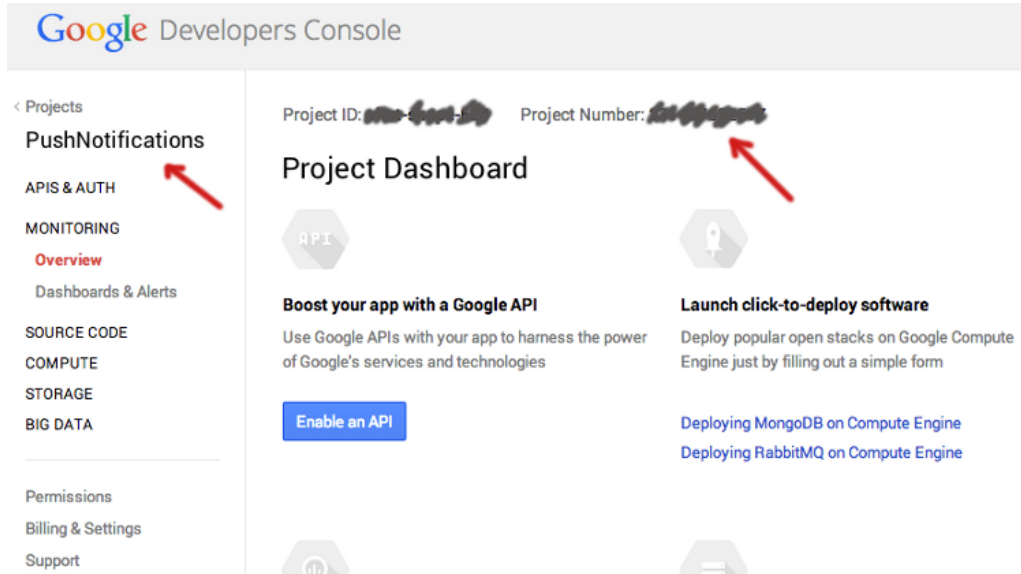 Google Developers Console
< Projects
PushNotifications
APIS & AUTH
MONITORING
Overview
Dashboards & Alerts
SOURCE CODE
COMPUTE
STORAGE
BIG DATA
Permissions
Billing & Settings
Support
Project ID:
Project Number:
Project Dashboard
API
Boost your app with a Google API
Use Google APIs with your app to harness the power
of Google's services and technologies
Enable an API
Launch click-to-deploy software
Deploy popular open stacks on Google Compute
Engine just by filling out a simple form
Deploying MongoDB on Compute Engine
Deploying RabbitMQ on Compute Engine